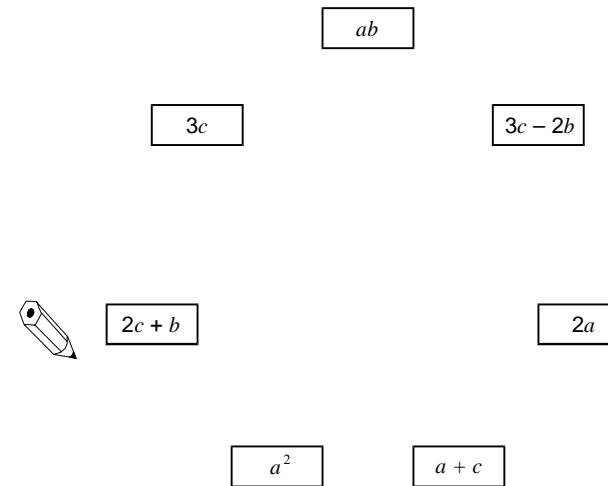 ab
3c
3c – 2b
2c + b
2a
a²
a + c